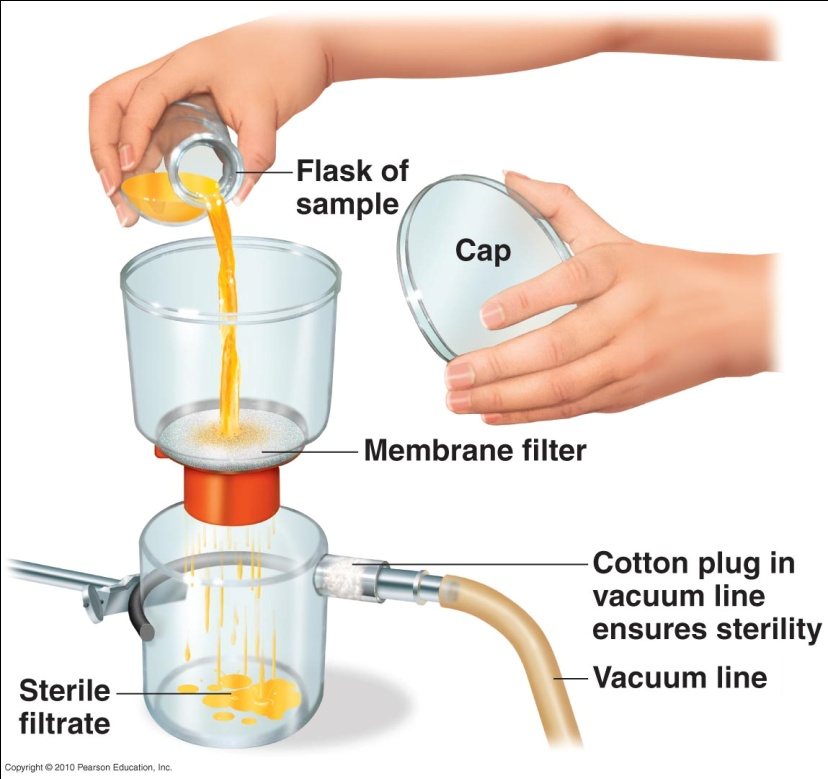 Flask of
sample
Cap
Membrane filter
Cotton plug in
vacuum line
ensures sterility
Vacuum line
Sterile
filtrate
Copyright © 2010 Pearson Education, Inc.